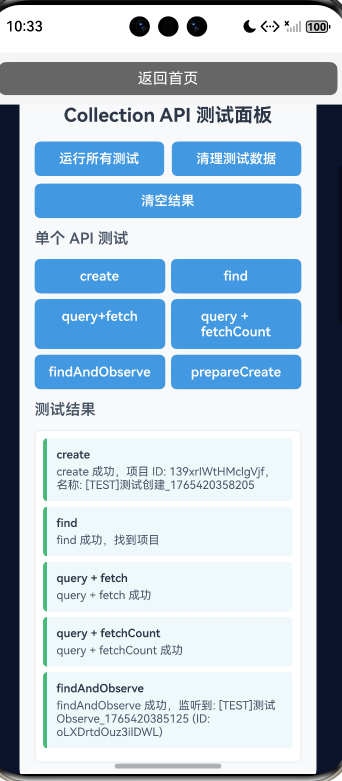 10:33
100
返回首页
Collection API 测试面板
运行所有测试
清理测试数据
清空结果
单个 API 测试
create
find
query+fetch
query +
fetchCount
findAndObserve
prepareCreate
测试结果
create
create 成功，项目 ID: 139xrIWtHMclgVjf,
名称: [TEST]测试创建_1765420358205
find
find 成功，找到项目
query + fetch
query + fetch 成功
query + fetchCount
query + fetchCount 成功
findAndObserve
findAndObserve 成功，监听到: [TEST]测试
Observe_1765420385125 (ID:
oLXDrtdOuz3ilDWL)